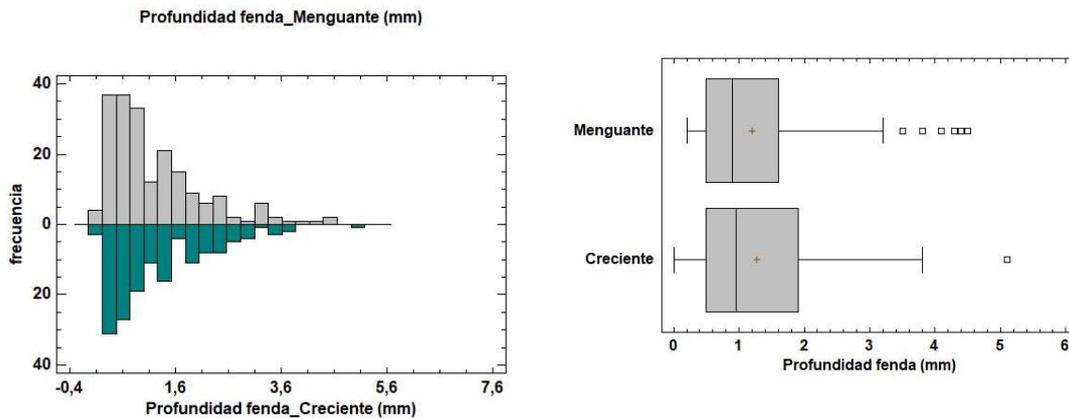 Profundidad fenda_Menguante (mm)
frecuencia
40
20
0
20
40
-0,4
1,6
3,6
5,6
7,6
Profundidad fenda_Creciente (mm)
Menguante
Creciente
0
1
2
3
4
5
6
Profundidad fenda (mm)